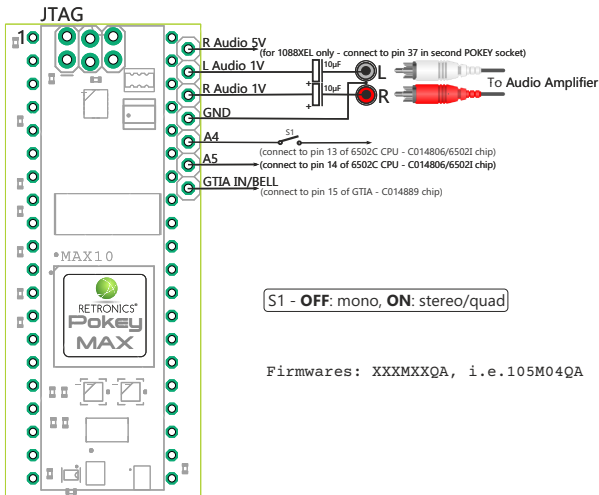 JTAG
1
R Audio 5V
(for 1088XEL only - connect to pin 37 in second POKEY socket)
L Audio 1V
10µF
L
+
To Audio Amplifier
R Audio 1V
10µF
R
+
GND
S1
A4
(connect to pin 13 of 6502C CPU - C014806/6502I chip)
A5
(connect to pin 14 of 6502C CPU - C014806/6502I chip)
GTIA IN/BELL
(connect to pin 15 of GTIA - C014889 chip)
MAX10
RETRONICS®
Pokey
MAX
S1 - OFF: mono, ON: stereo/quad
Firmwares: XXXMXXQA, i.e.105M04QA